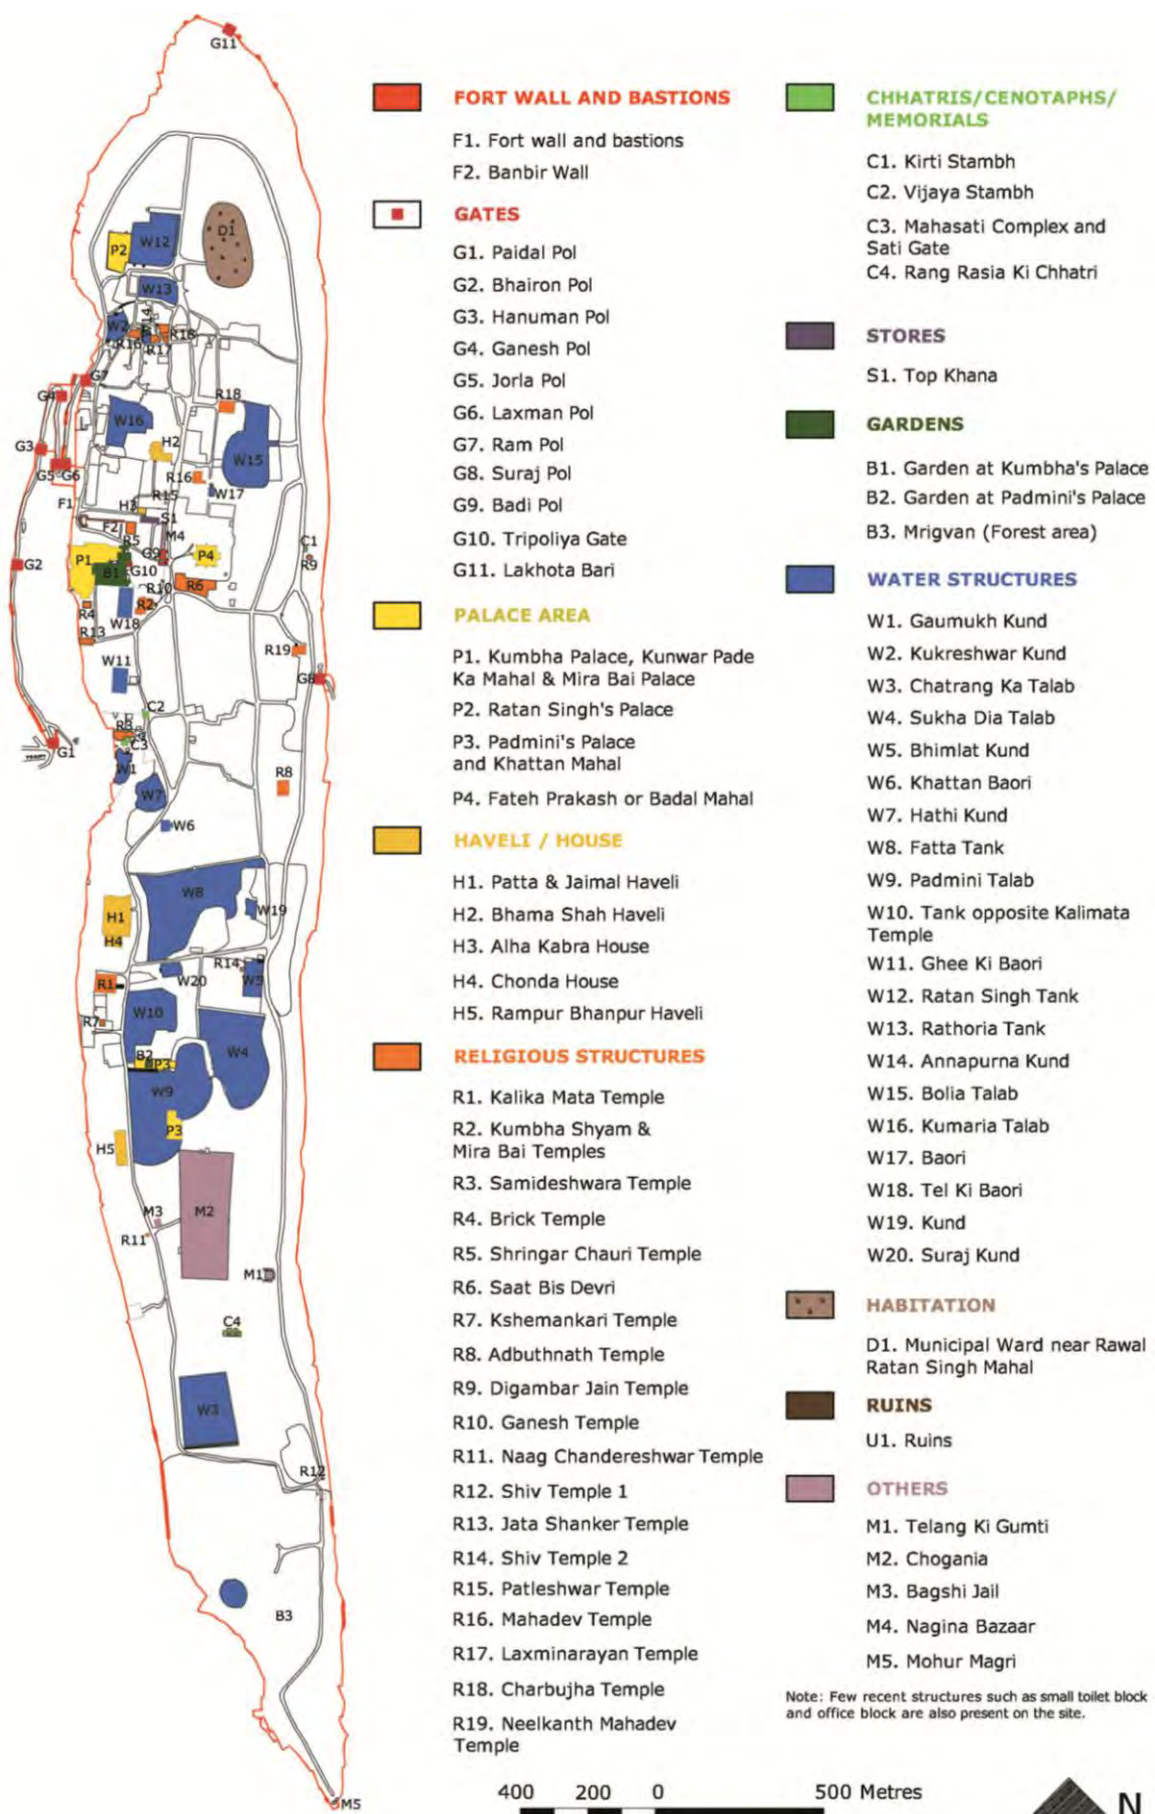 G11
D1
W12
P2
W13
W2
R16
R17
R18
G7
G4
R18
W16
G3
H2
W15
G5
G6
R16
W17
R15
F1
H3
S1
F2
M4
R5
C1
G2
P1
G9
P4
R9
G10
B1
R10
R6
R4
R2
W18
R13
R19
W11
G8
C2
R3
C3
G1
W1
R8
W7
W6
W8
H1
W19
H4
R14
R1
W20
W5
W10
R7
B2
P3
W4
W9
P3
H5
M3
M2
R11
M1
C4
W3
R12
B3
M5
FORT WALL AND BASTIONS
F1. Fort wall and bastions
F2. Banbir Wall
GATES
G1. Paidal Pol
G2. Bhairon Pol
G3. Hanuman Pol
G4. Ganesh Pol
G5. Jorla Pol
G6. Laxman Pol
G7. Ram Pol
G8. Suraj Pol
G9. Badi Pol
G10. Tripoliya Gate
G11. Lakhota Bari
PALACE AREA
P1. Kumbha Palace, Kunwar Pade
Ka Mahal & Mira Bai Palace
P2. Ratan Singh's Palace
P3. Padmini's Palace
and Khattan Mahal
P4. Fateh Prakash or Badal Mahal
HAVELI / HOUSE
H1. Patta & Jaimal Haveli
H2. Bhama Shah Haveli
H3. Alha Kabra House
H4. Chonda House
H5. Rampur Bhanpur Haveli
RELIGIOUS STRUCTURES
R1. Kalika Mata Temple
R2. Kumbha Shyam &
Mira Bai Temples
R3. Samideshwara Temple
R4. Brick Temple
R5. Shringar Chauri Temple
R6. Saat Bis Devri
R7. Kshemankari Temple
R8. Adbuthnath Temple
R9. Digambar Jain Temple
R10. Ganesh Temple
R11. Naag Chandereshwar Temple
R12. Shiv Temple 1
R13. Jata Shanker Temple
R14. Shiv Temple 2
R15. Patleshwar Temple
R16. Mahadev Temple
R17. Laxminarayan Temple
R18. Charbujha Temple
R19. Neelkanth Mahadev
Temple
CHHATRIS/CENOTAPHS/
MEMORIALS
C1. Kirti Stambh
C2. Vijaya Stambh
C3. Mahasati Complex and
Sati Gate
C4. Rang Rasia Ki Chhatri
STORES
S1. Top Khana
GARDENS
B1. Garden at Kumbha's Palace
B2. Garden at Padmini's Palace
B3. Mrigvan (Forest area)
WATER STRUCTURES
W1. Gaumukh Kund
W2. Kukreshwar Kund
W3. Chatrang Ka Talab
W4. Sukha Dia Talab
W5. Bhimlat Kund
W6. Khattan Baori
W7. Hathi Kund
W8. Fatta Tank
W9. Padmini Talab
W10. Tank opposite Kalimata
Temple
W11. Ghee Ki Baori
W12. Ratan Singh Tank
W13. Rathoria Tank
W14. Annapurna Kund
W15. Bolia Talab
W16. Kumaria Talab
W17. Baori
W18. Tel Ki Baori
W19. Kund
W20. Suraj Kund
HABITATION
D1. Municipal Ward near Rawal
Ratan Singh Mahal
RUINS
U1. Ruins
OTHERS
M1. Telang Ki Gumti
M2. Chogania
M3. Bagshi Jail
M4. Nagina Bazaar
M5. Mohur Magri
Note: Few recent structures such as small toilet block
and office block are also present on the site.
400 200 0 500 Metres
N